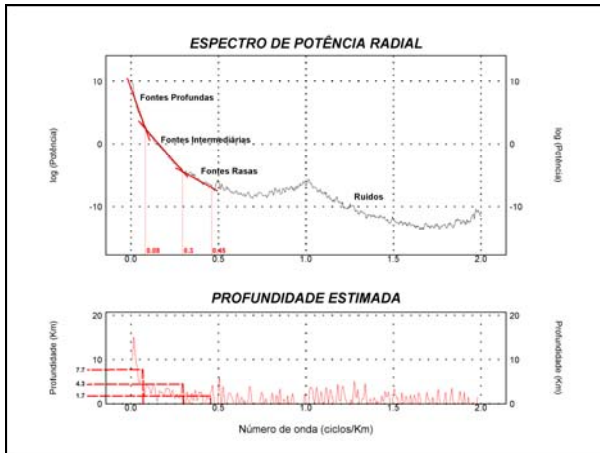 ESPECTRO DE POTÊNCIA RADIAL
10
0
-10
log (Potência)
Fontes Profundas
Fontes Intermediárias
Fontes Rasas
Ruídos
10
0
-10
log (Potência)
0.0
0.5
1.0
1.5
2.0
0.3
0.45
PROFUNDIDADE ESTIMADA
20
10
0
Profundidade (Km)
7.7
4.3
1.7
20
10
0
Profundidade (Km)
0.0
0.5
1.0
1.5
2.0
Número de onda (ciclos/Km)